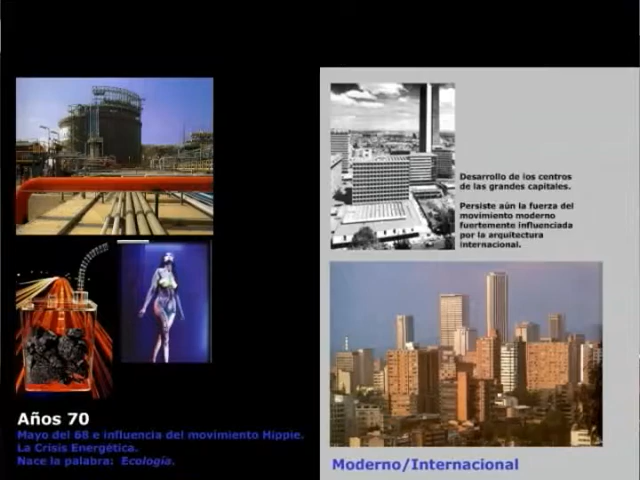 Años 70
Mayo del 68 e influencia del movimiento Hippie.
La Crisis Energética.
Nace la palabra: Ecología.
Desarrollo de los centros
de las grandes capitales.
Persiste aún la fuerza del
movimiento moderno
fuertemente influenciada
por la arquitectura
internacional.
Moderno/Internacional